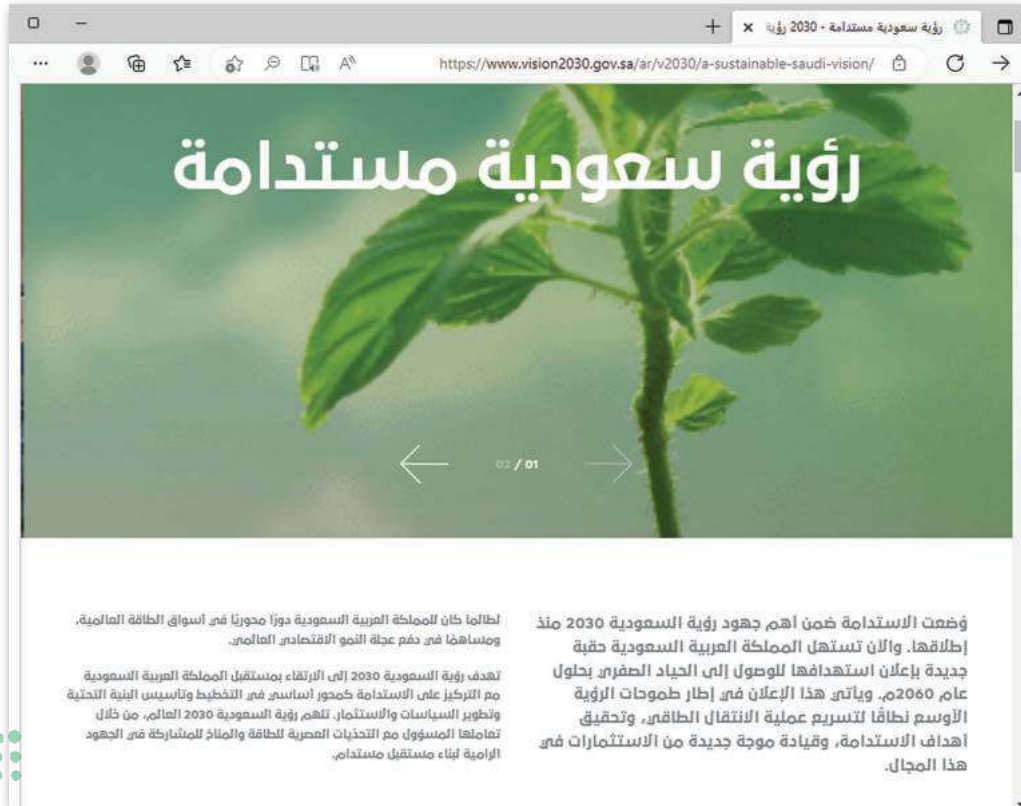 رؤية سعودية مستدامة - 2030 رؤية
https://www.vision2030.gov.sa/ar/v2030/a-sustainable-saudi-vision/
رؤية سعودية مستدامة
02 / 01
وُضعت الاستدامة ضمن أهم جهود رؤية السعودية 2030 منذ
إطلاقها. والآن تستهل المملكة العربية السعودية حقبة
جديدة بإعلان استهدافها للوصول إلى الحياد الصفري بحلول
عام 2060م. ويأتي هذا الإعلان في إطار طموحات الرؤية
الأوسع نطاقًا لتسريع عملية الانتقال الطاقي، وتحقيق
أهداف الاستدامة، وقيادة موجة جديدة من الاستثمارات في
هذا المجال.
لطالما كان للمملكة العربية السعودية دورًا محوريًا في أسواق الطاقة العالمية،
ومساهمًا في دفع عجلة النمو الاقتصادي العالمي.
تهدف رؤية السعودية 2030 إلى الارتقاء بمستقبل المملكة العربية السعودية
مع التركيز على الاستدامة كمحور أساسي في التخطيط وتأسيس البنية التحتية
وتطوير السياسات والاستثمار. تلهم رؤية السعودية 2030 العالم، من خلال
تعاملها المسؤول مع التحديات العصرية للطاقة والمناخ للمشاركة في الجهود
الرامية لبناء مستقبل مستدام.